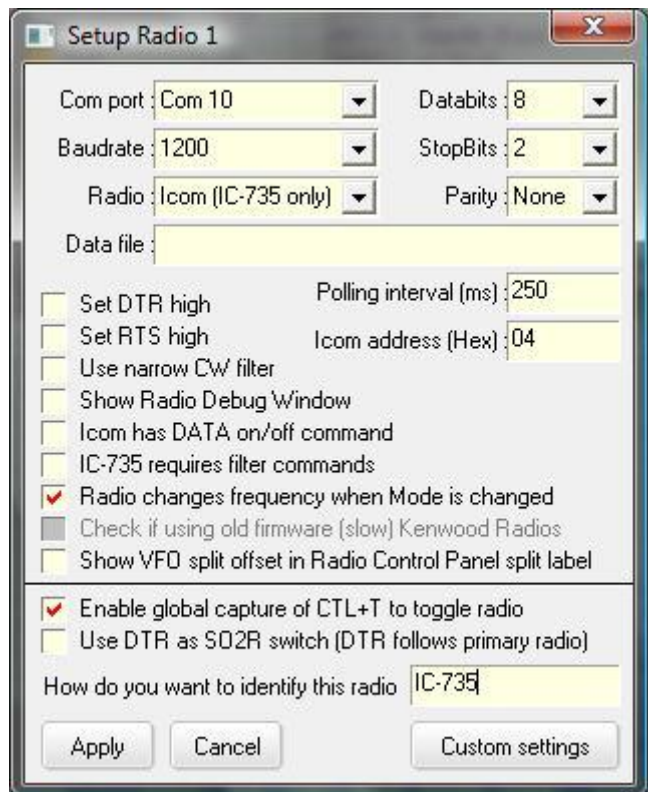 Setup Radio 1
Com port : Com 10 Databits : 8
Baudrate : 1200 StopBits : 2
Radio : Icom (IC-735 only) Parity : None
Data file :
Polling interval (ms) : 250
Set DTR high
Set RTS high
Icom address (Hex) : 04
Use narrow CW filter
Show Radio Debug Window
Icom has DATA on/off command
IC-735 requires filter commands
Radio changes frequency when Mode is changed
Check if using old firmware (slow) Kenwood Radios
Show VFO split offset in Radio Control Panel split label
Enable global capture of CTL+T to toggle radio
Use DTR as SO2R switch (DTR follows primary radio)
How do you want to identify this radio IC-735
Apply Cancel Custom settings